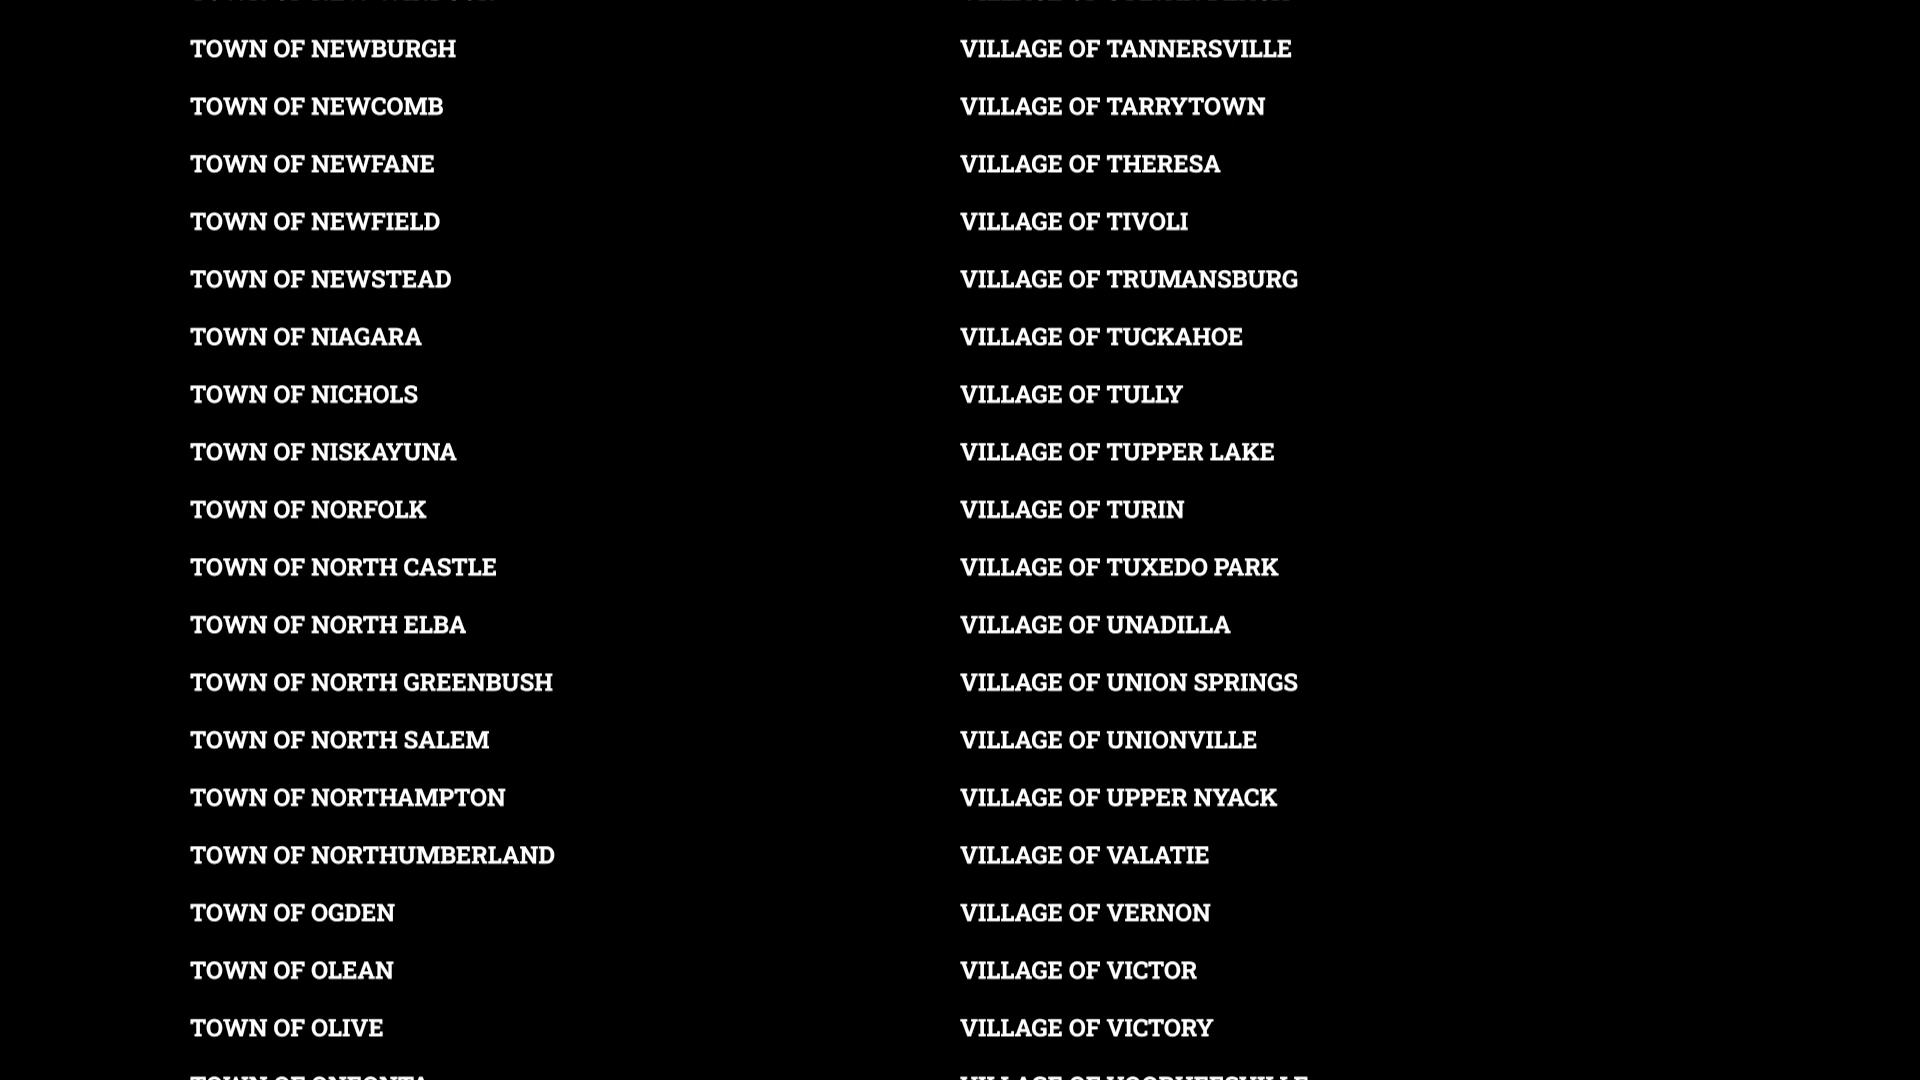 TOWN OF NEWBURGH
TOWN OF NEWCOMB
TOWN OF NEWFANE
TOWN OF NEWFIELD
TOWN OF NEWSTEAD
TOWN OF NIAGARA
TOWN OF NICHOLS
TOWN OF NISKAYUNA
TOWN OF NORFOLK
TOWN OF NORTH CASTLE
TOWN OF NORTH ELBA
TOWN OF NORTH GREENBUSH
TOWN OF NORTH SALEM
TOWN OF NORTHAMPTON
TOWN OF NORTHUMBERLAND
TOWN OF OGDEN
TOWN OF OLEAN
TOWN OF OLIVE
TOWN OF ONEONTA
VILLAGE OF TANNERSVILLE
VILLAGE OF TARRYTOWN
VILLAGE OF THERESA
VILLAGE OF TIVOLI
VILLAGE OF TRUMANSBURG
VILLAGE OF TUCKAHOE
VILLAGE OF TULLY
VILLAGE OF TUPPER LAKE
VILLAGE OF TURIN
VILLAGE OF TUXEDO PARK
VILLAGE OF UNADILLA
VILLAGE OF UNION SPRINGS
VILLAGE OF UNIONVILLE
VILLAGE OF UPPER NYACK
VILLAGE OF VALATIE
VILLAGE OF VERNON
VILLAGE OF VICTOR
VILLAGE OF VICTORY
VILLAGE OF VOORHEESVILLE